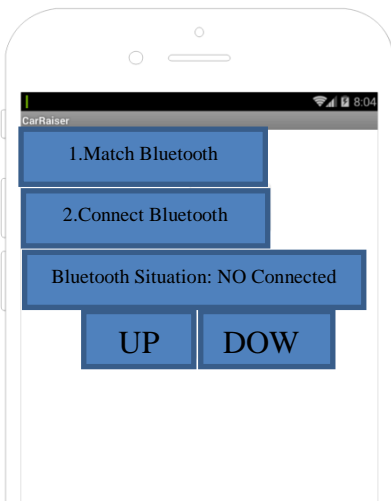 8:04
CarRaiser
1.Match Bluetooth
2.Connect Bluetooth
Bluetooth Situation: NO Connected
UP DOW